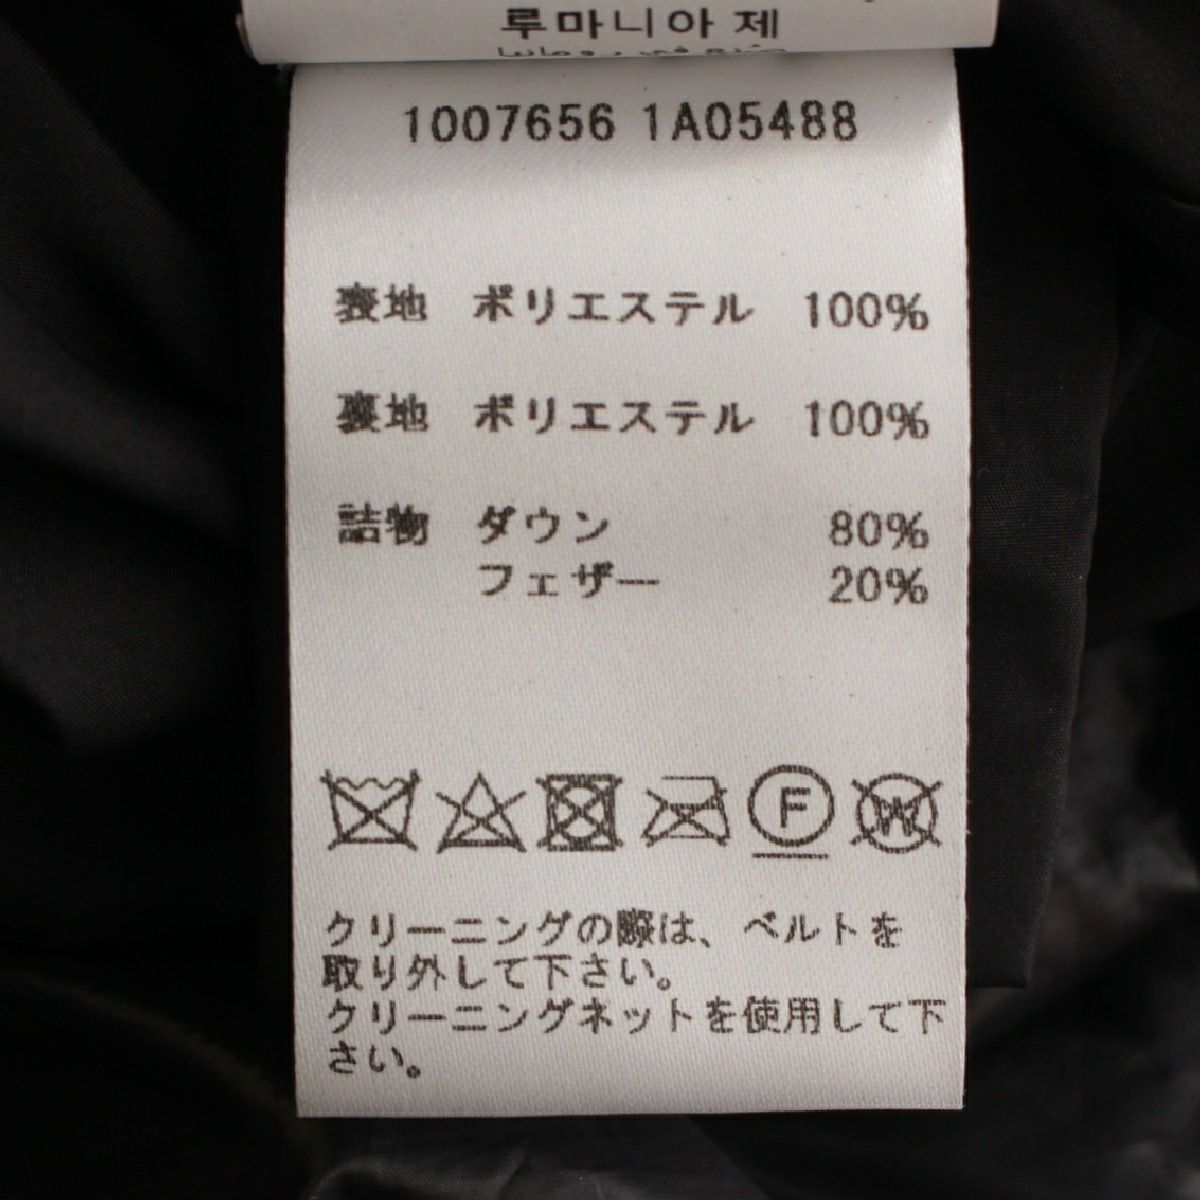 루마니아 제
1007656 1A05488
表地 ポリエステル 100%
裏地 ポリエステル 100%
詰物 ダウン 80%
フェザー 20%
F
W
クリーニングの際は、ベルトを
取り外して下さい。
クリーニングネットを使用して下
さい。